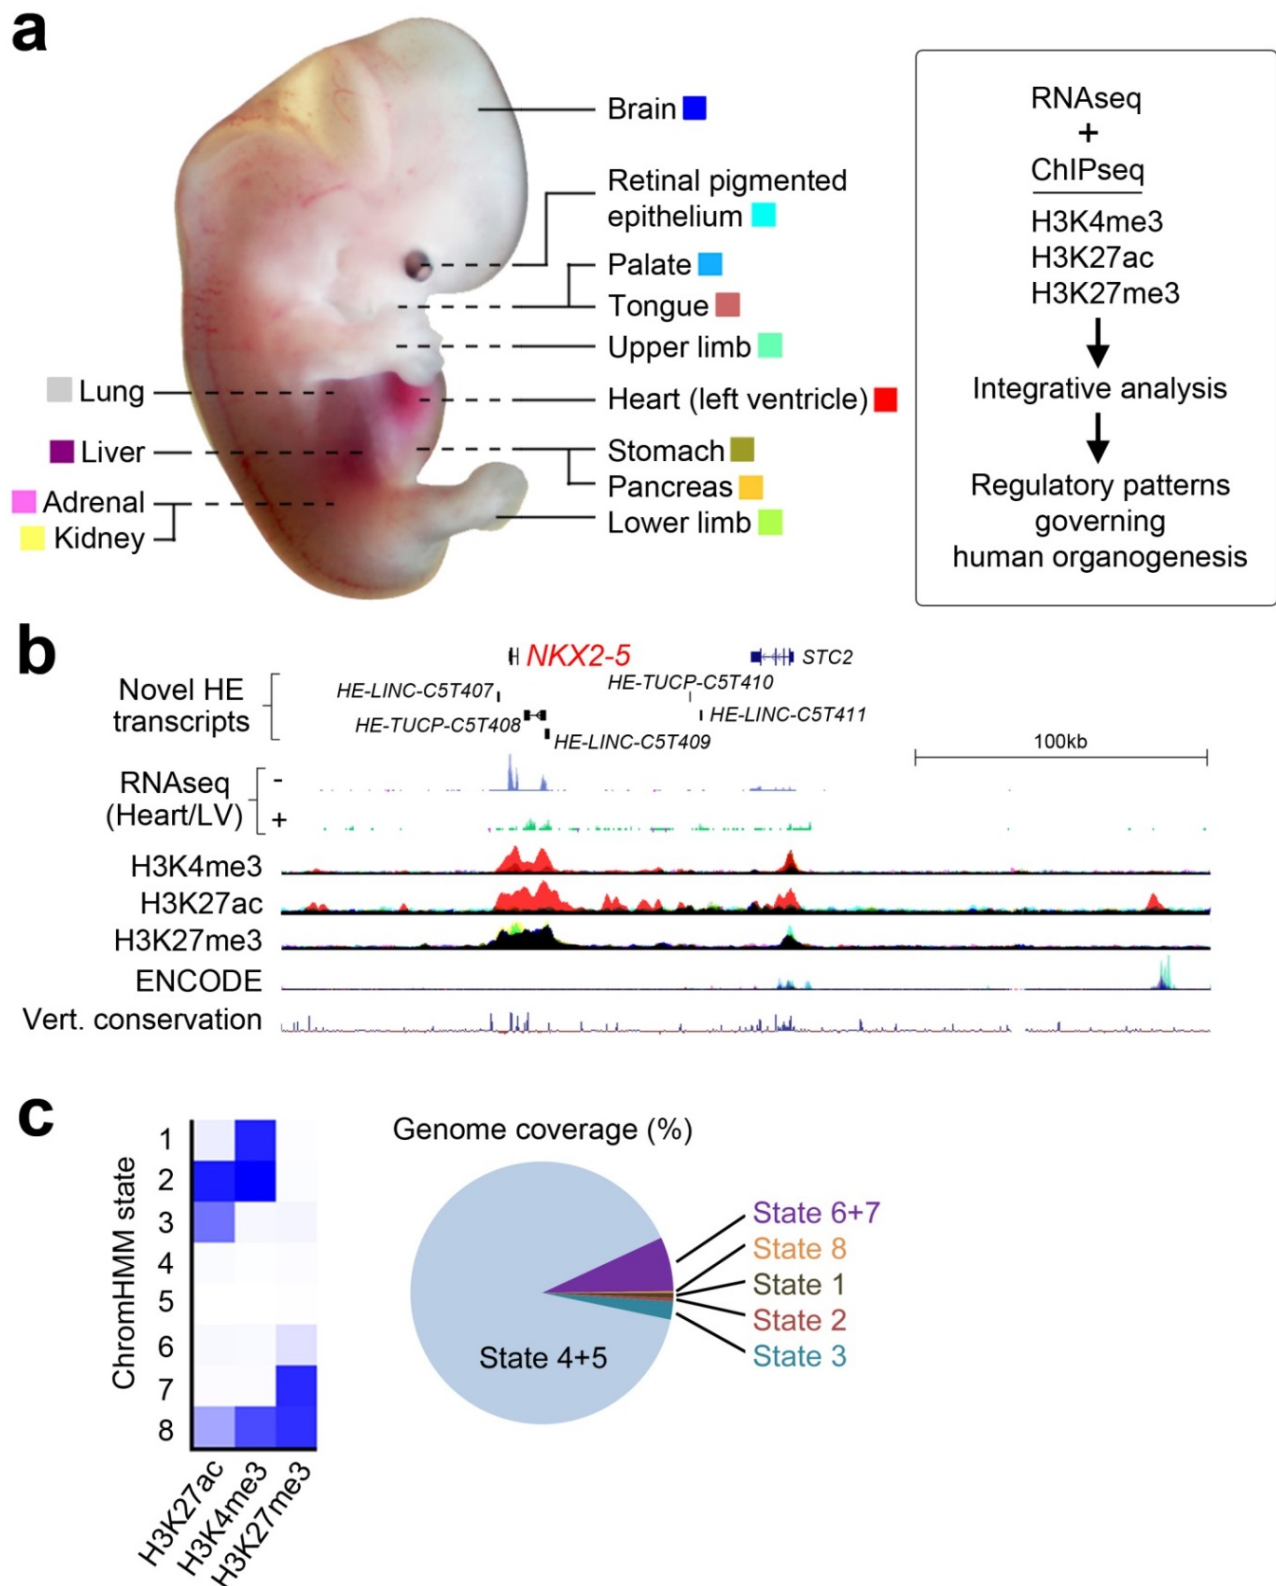 a
Brain
Retinal pigmented
epithelium
Palate
Tongue
Upper limb
Heart (left ventricle)
Stomach
Pancreas
Lower limb
Lung
Liver
Adrenal
Kidney
RNAseq
+
ChIPseq
H3K4me3
H3K27ac
H3K27me3
Integrative analysis
Regulatory patterns
governing
human organogenesis
b
NKX2-5
STC2
Novel HE
transcripts
HE-LINC-C5T407
HE-TUCP-C5T410
HE-TUCP-C5T408
HE-LINC-C5T411
HE-LINC-C5T409
100kb
RNAseq
(Heart/LV)
-
+
H3K4me3
H3K27ac
H3K27me3
ENCODE
Vert. conservation
c
ChromHMM state
1
2
3
4
5
6
7
8
H3K27ac
H3K4me3
H3K27me3
Genome coverage (%)
State 6+7
State 8
State 1
State 2
State 3
State 4+5